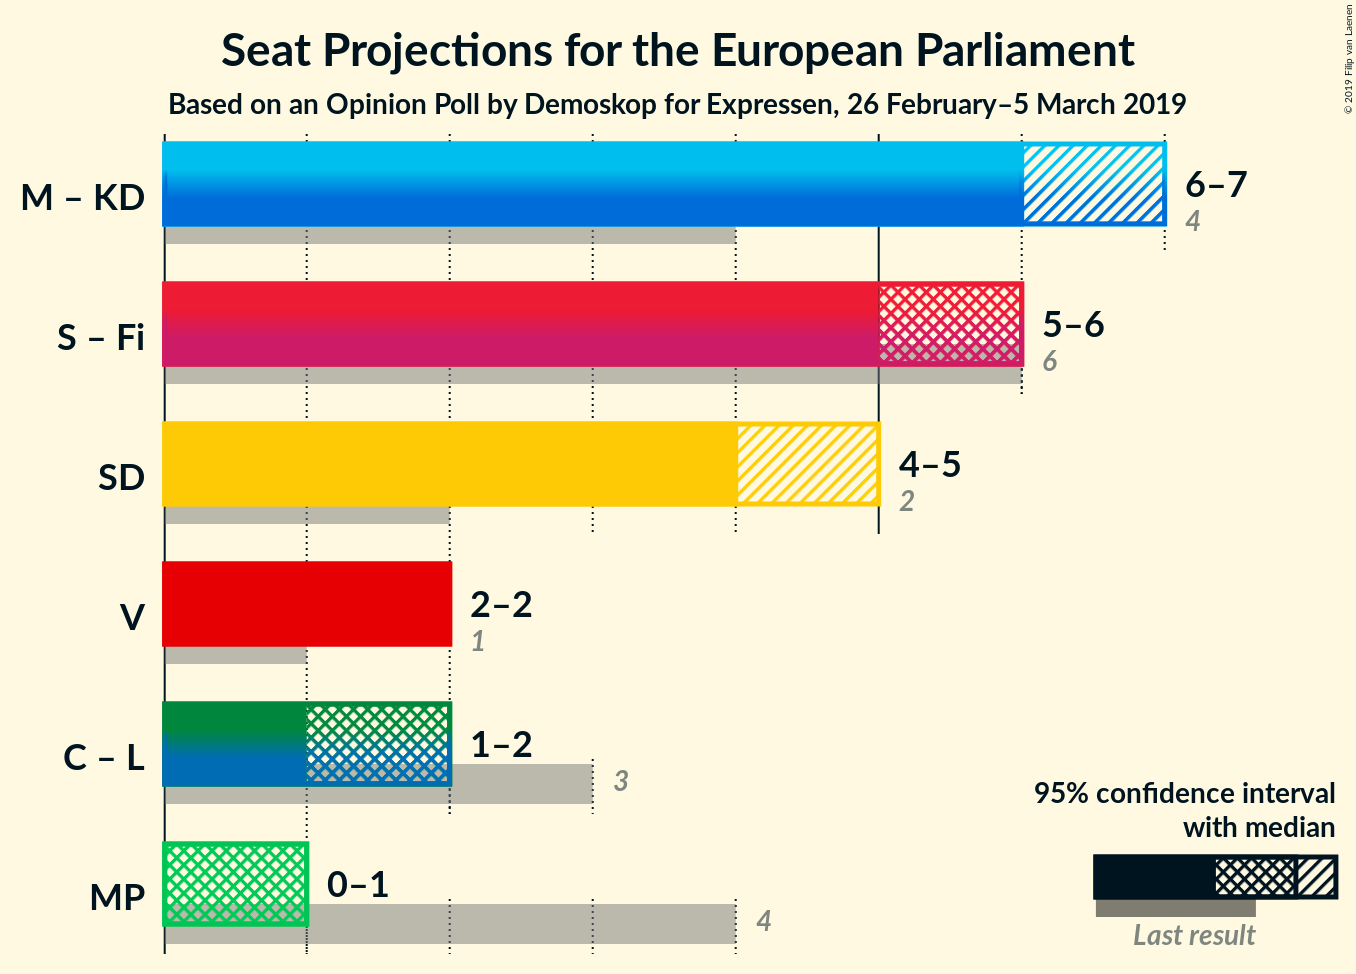 Seat Projections for the European Parliament
Based on an Opinion Poll by Demoskop for Expressen, 26 February–5 March 2019
© 2019 Filip van Laenen
M – KD
6–7
4
S – Fi
5–6
6
SD
4–5
2
V
2–2
1
C – L
1–2
3
MP
0–1
4
95% confidence interval
with median
Last result